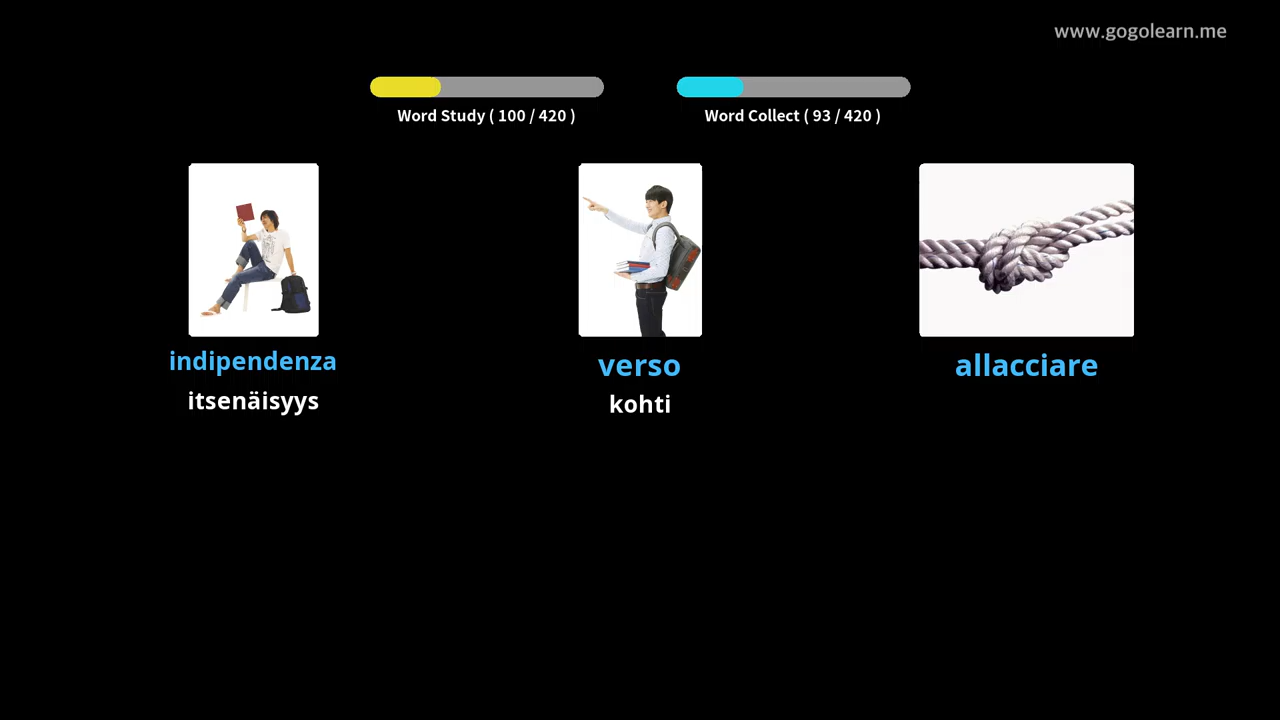 www.gogolearn.me
Word Study ( 100 / 420 )
Word Collect ( 93 / 420 )
indipendenza
itsenäisyys
verso
kohti
allacciare